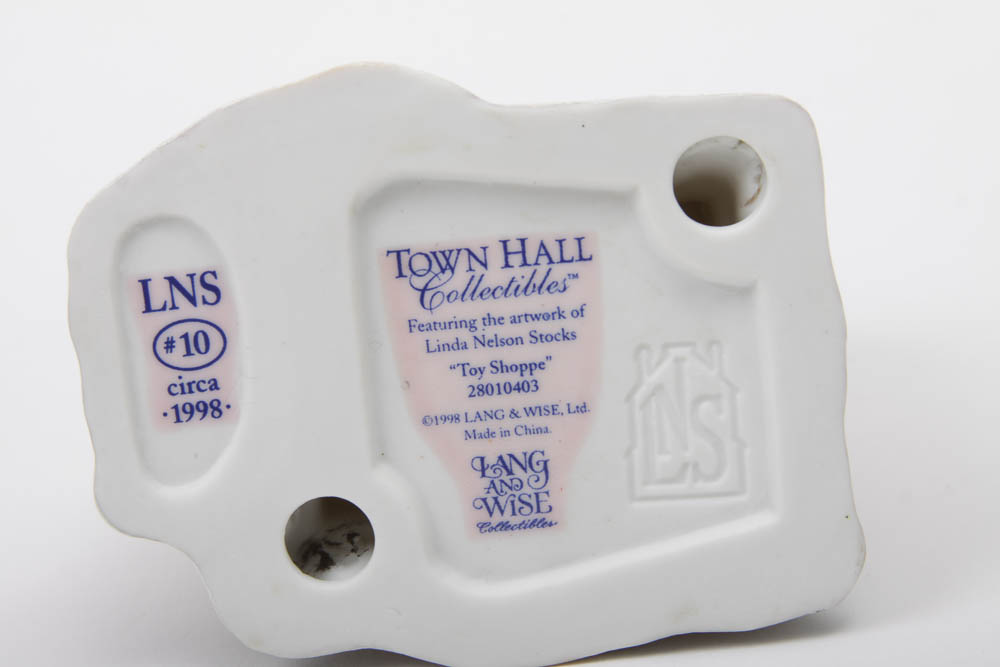 LNS
#10
circa
·1998·
TOWN HALL
Collectibles™
Featuring the artwork of
Linda Nelson Stocks
“Toy Shoppe”
28010403
©1998 LANG & WISE, Ltd.
Made in China.
LANG
AND
WISE
Collectibles
LNS